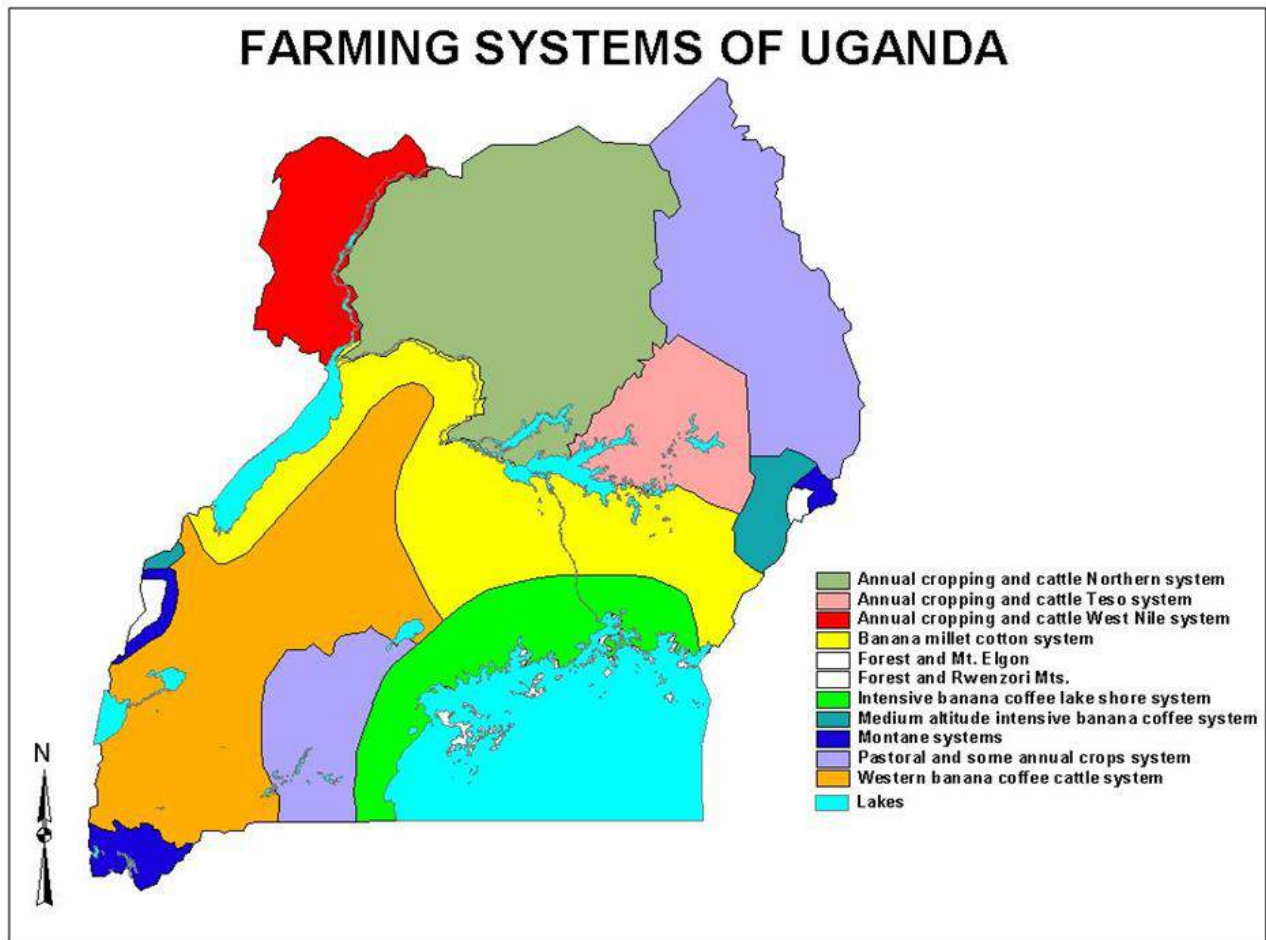 FARMING SYSTEMS OF UGANDA
Annual cropping and cattle Northern system
Annual cropping and cattle Teso system
Annual cropping and cattle West Nile system
Banana millet cotton system
Forest and Mt. Elgon
Forest and Rwenzori Mts.
Intensive banana coffee lake shore system
Medium altitude intensive banana coffee system
Montane systems
Pastoral and some annual crops system
Western banana coffee cattle system
Lakes
N